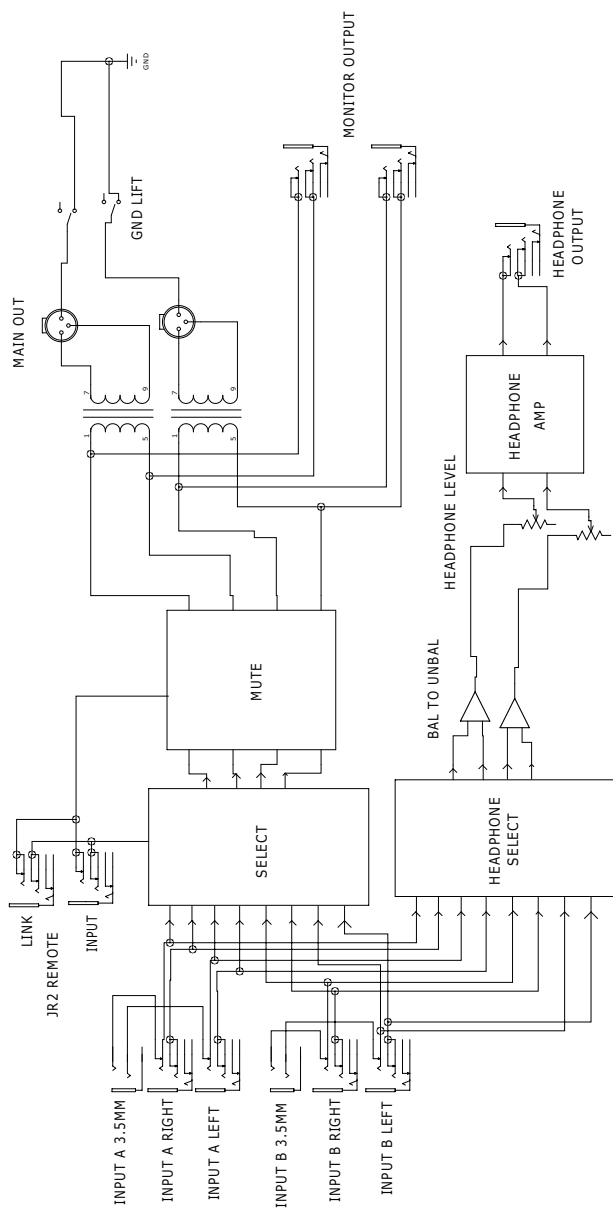 INPUT A 3.5MM
INPUT A RIGHT
INPUT A LEFT
INPUT B 3.5MM
INPUT B RIGHT
INPUT B LEFT
LINK
JR2 REMOTE
INPUT
SELECT
MUTE
HEADPHONE
SELECT
BAL TO UNBAL
HEADPHONE LEVEL
HEADPHONE
AMP
HEADPHONE
OUTPUT
MAIN OUT
1
5
7
9
1
5
7
9
GND LIFT
GND
MONITOR OUTPUT